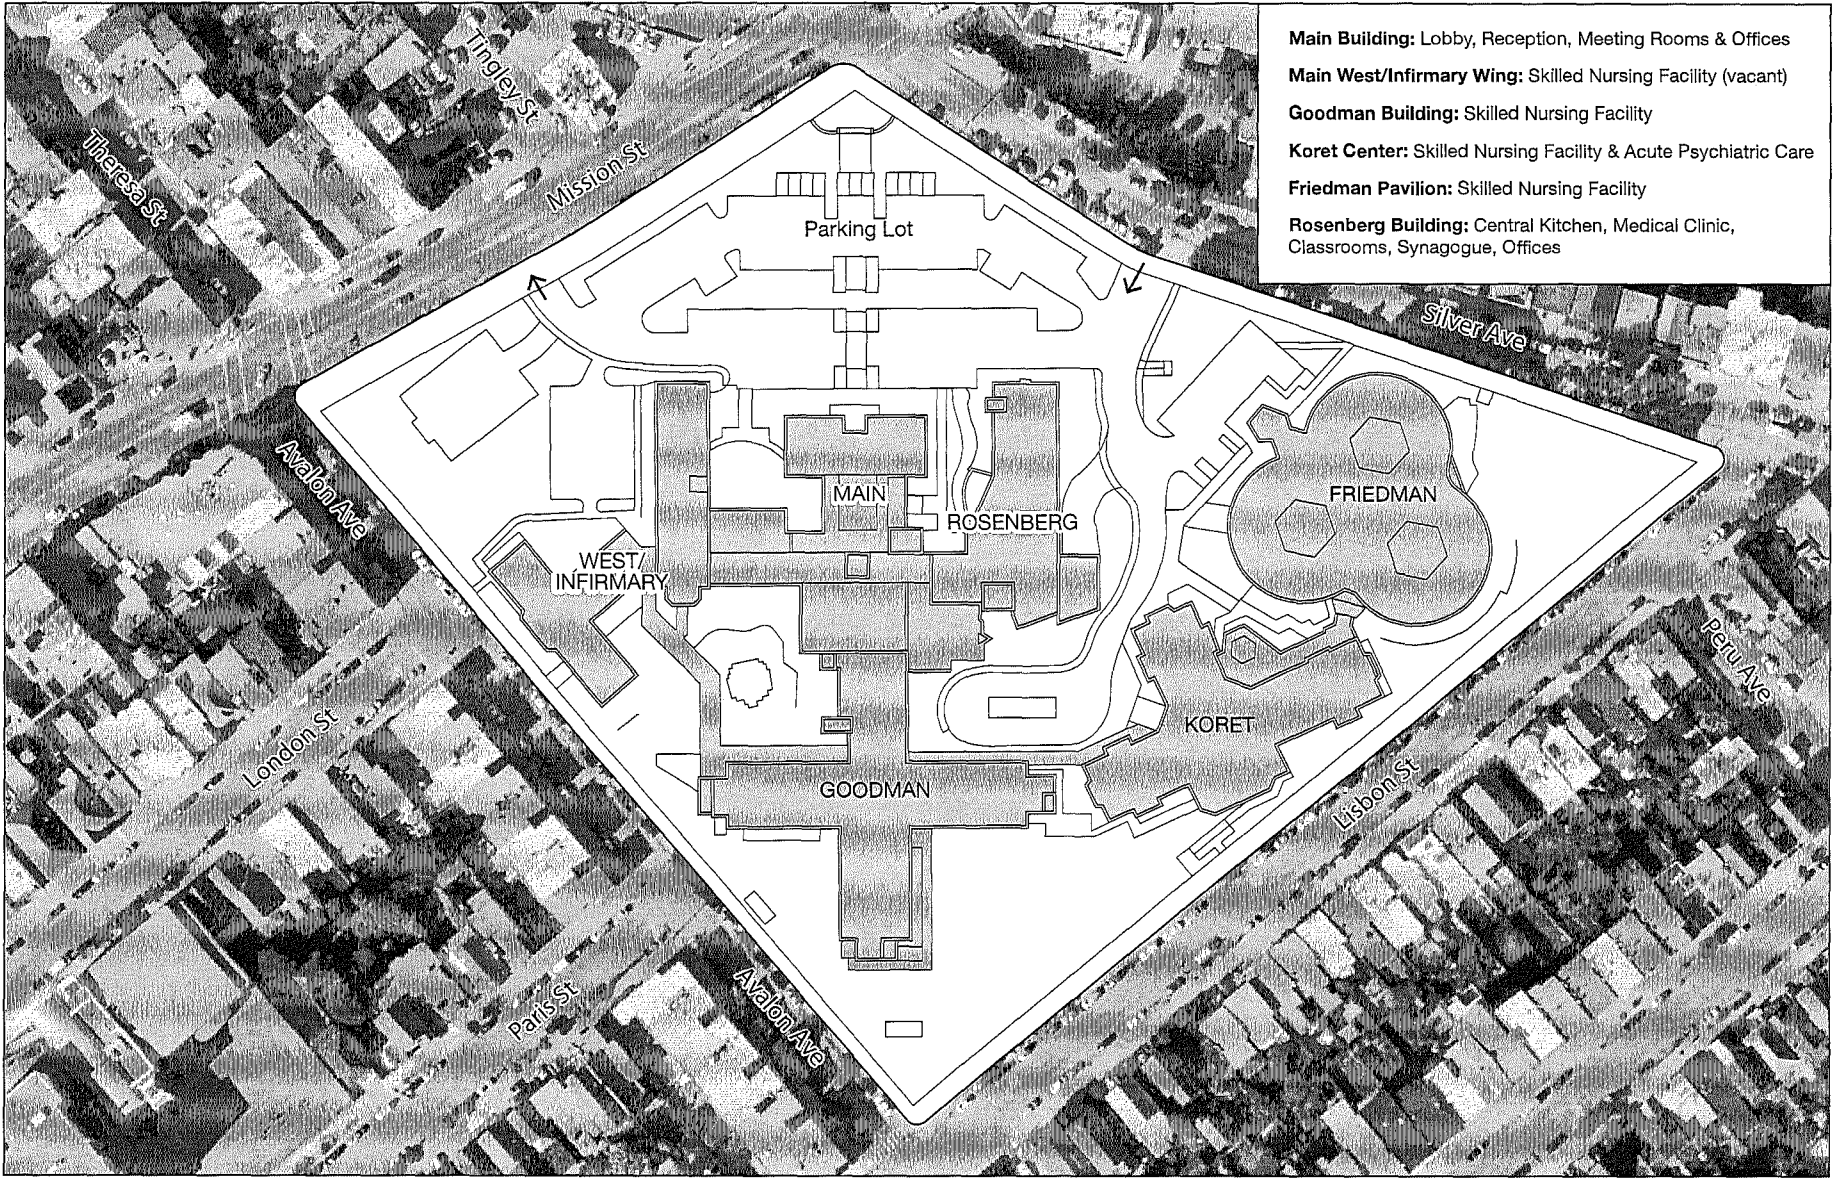 Main Building: Lobby, Reception, Meeting Rooms & Offices
Main West/Infirmary Wing: Skilled Nursing Facility (vacant)
Goodman Building: Skilled Nursing Facility
Koret Center: Skilled Nursing Facility & Acute Psychiatric Care
Friedman Pavilion: Skilled Nursing Facility
Rosenberg Building: Central Kitchen, Medical Clinic,
Classrooms, Synagogue, Offices
Tingley St
Theresa St
Mission St
Parking Lot
Silver Ave
Avalon Ave
MAIN
FRIEDMAN
ROSENBERG
WEST/
INFIRMARY
Peru Ave
London St
KORET
GOODMAN
Lisbon St
Paris St
Avalon Ave